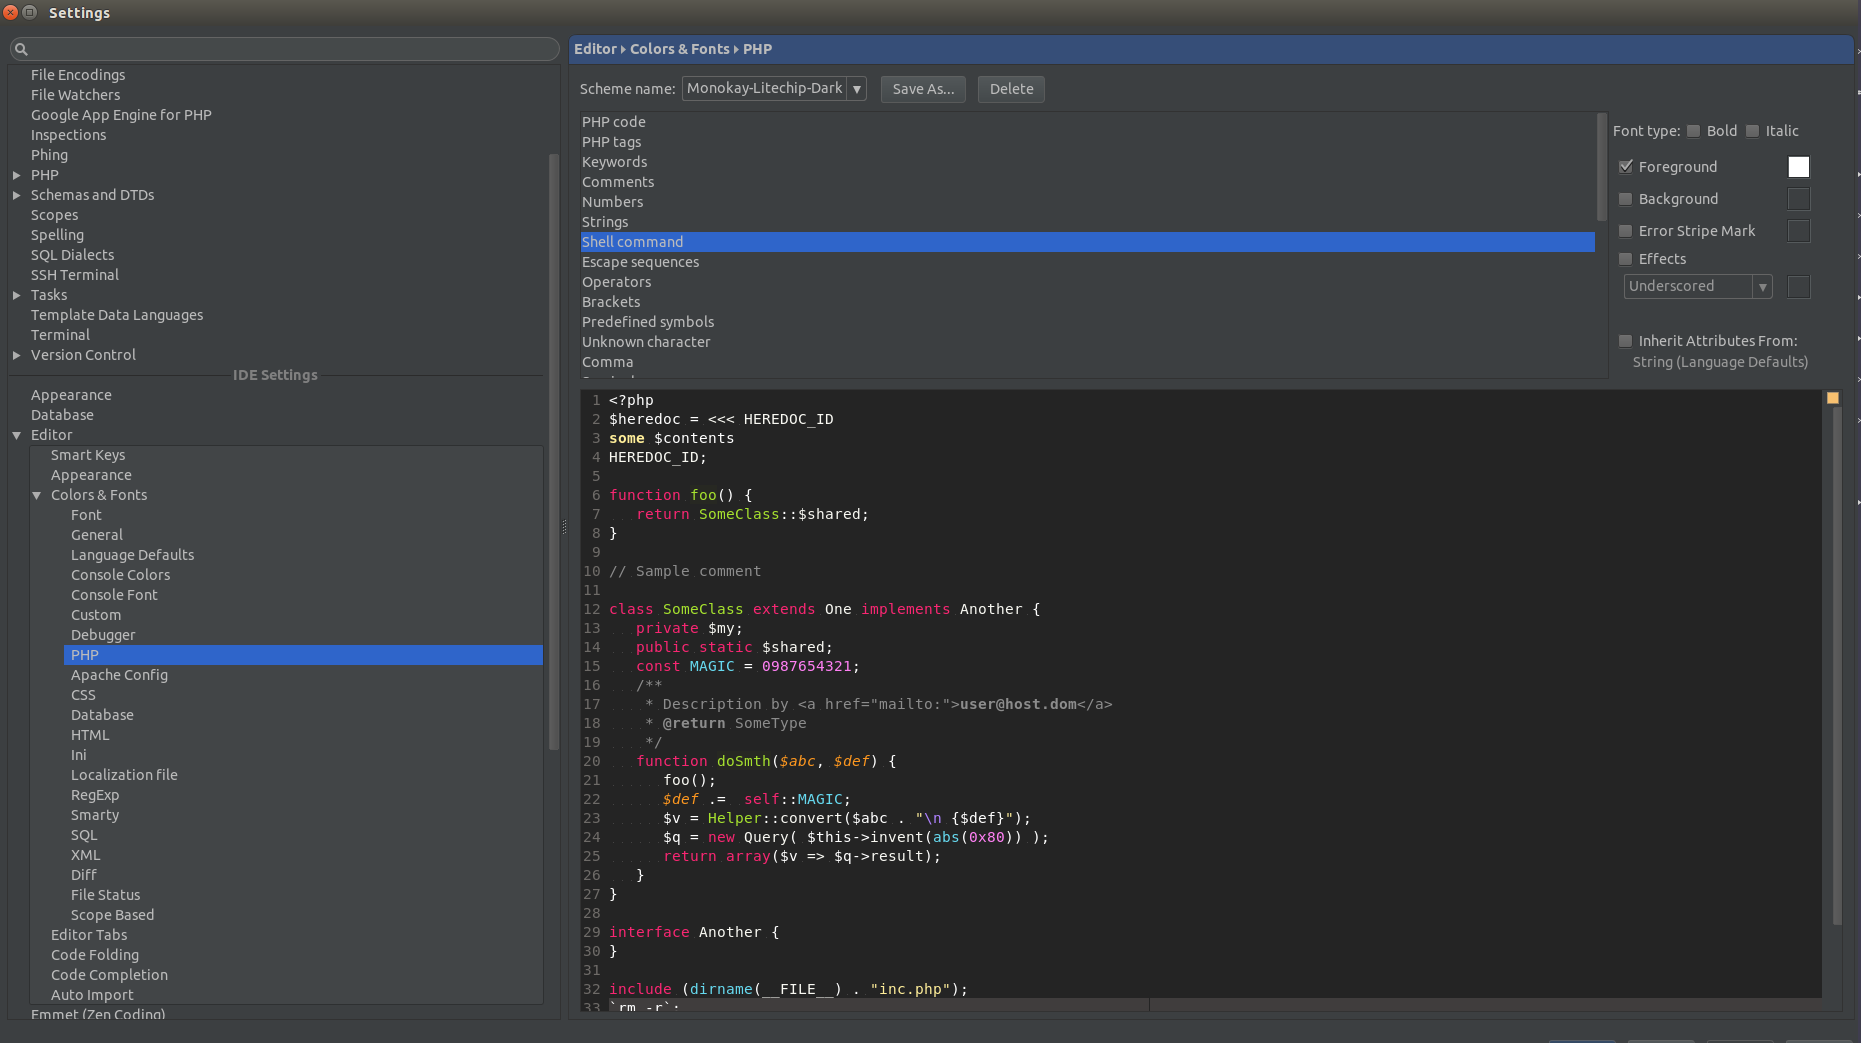 Settings
File Encodings
File Watchers
Google App Engine for PHP
Inspections
Phing
PHP
Schemas and DTDs
Scopes
Spelling
SQL Dialects
SSH Terminal
Tasks
Template Data Languages
Terminal
Version Control
IDE Settings
Appearance
Database
Editor
Smart Keys
Appearance
Colors & Fonts
Font
General
Language Defaults
Console Colors
Console Font
Custom
Debugger
PHP
Apache Config
CSS
Database
HTML
Ini
Localization file
RegExp
Smarty
SQL
XML
Diff
File Status
Scope Based
Editor Tabs
Code Folding
Code Completion
Auto Import
Emmet (Zen Coding)
Editor ▸ Colors & Fonts ▸ PHP
Scheme name: Monokay-Litechip-Dark Save As... Delete
PHP code
PHP tags
Keywords
Comments
Numbers
Strings
Shell command
Escape sequences
Operators
Brackets
Predefined symbols
Unknown character
Comma
Font type: Bold Italic
Foreground
Background
Error Stripe Mark
Effects
Underscored
Inherit Attributes From:
String (Language Defaults)
1 <?php
2 $heredoc = <<< HEREDOC_ID
3 some $contents
4 HEREDOC_ID;
5
6 function foo() {
7 return SomeClass::$shared;
8 }
9
10 // Sample comment
11
12 class SomeClass extends One implements Another {
13 private $my;
14 public static $shared;
15 const MAGIC = 0987654321;
16 /**
17 * Description by <a href="mailto:">user@host.dom</a>
18 * @return SomeType
19 */
20 function doSmth($abc, $def) {
21 foo();
22 $def .= self::MAGIC;
23 $v = Helper::convert($abc . "\n {$def}");
24 $q = new Query( $this->invent(abs(0x80)) );
25 return array($v => $q->result);
26 }
27 }
28
29 interface Another {
30 }
31
32 include (dirname(__FILE__) . "inc.php");
33 `rm -r`;